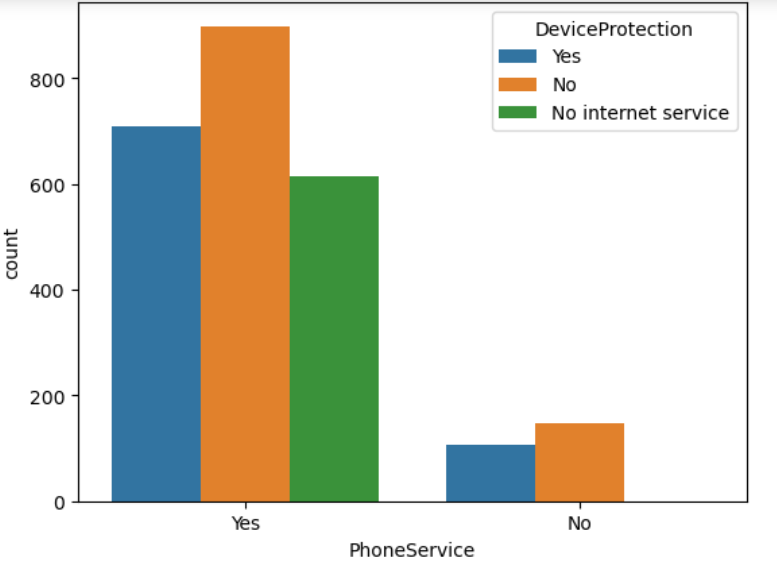 DeviceProtection
Yes
No
No internet service
800
600
400
200
0
count
Yes No
PhoneService